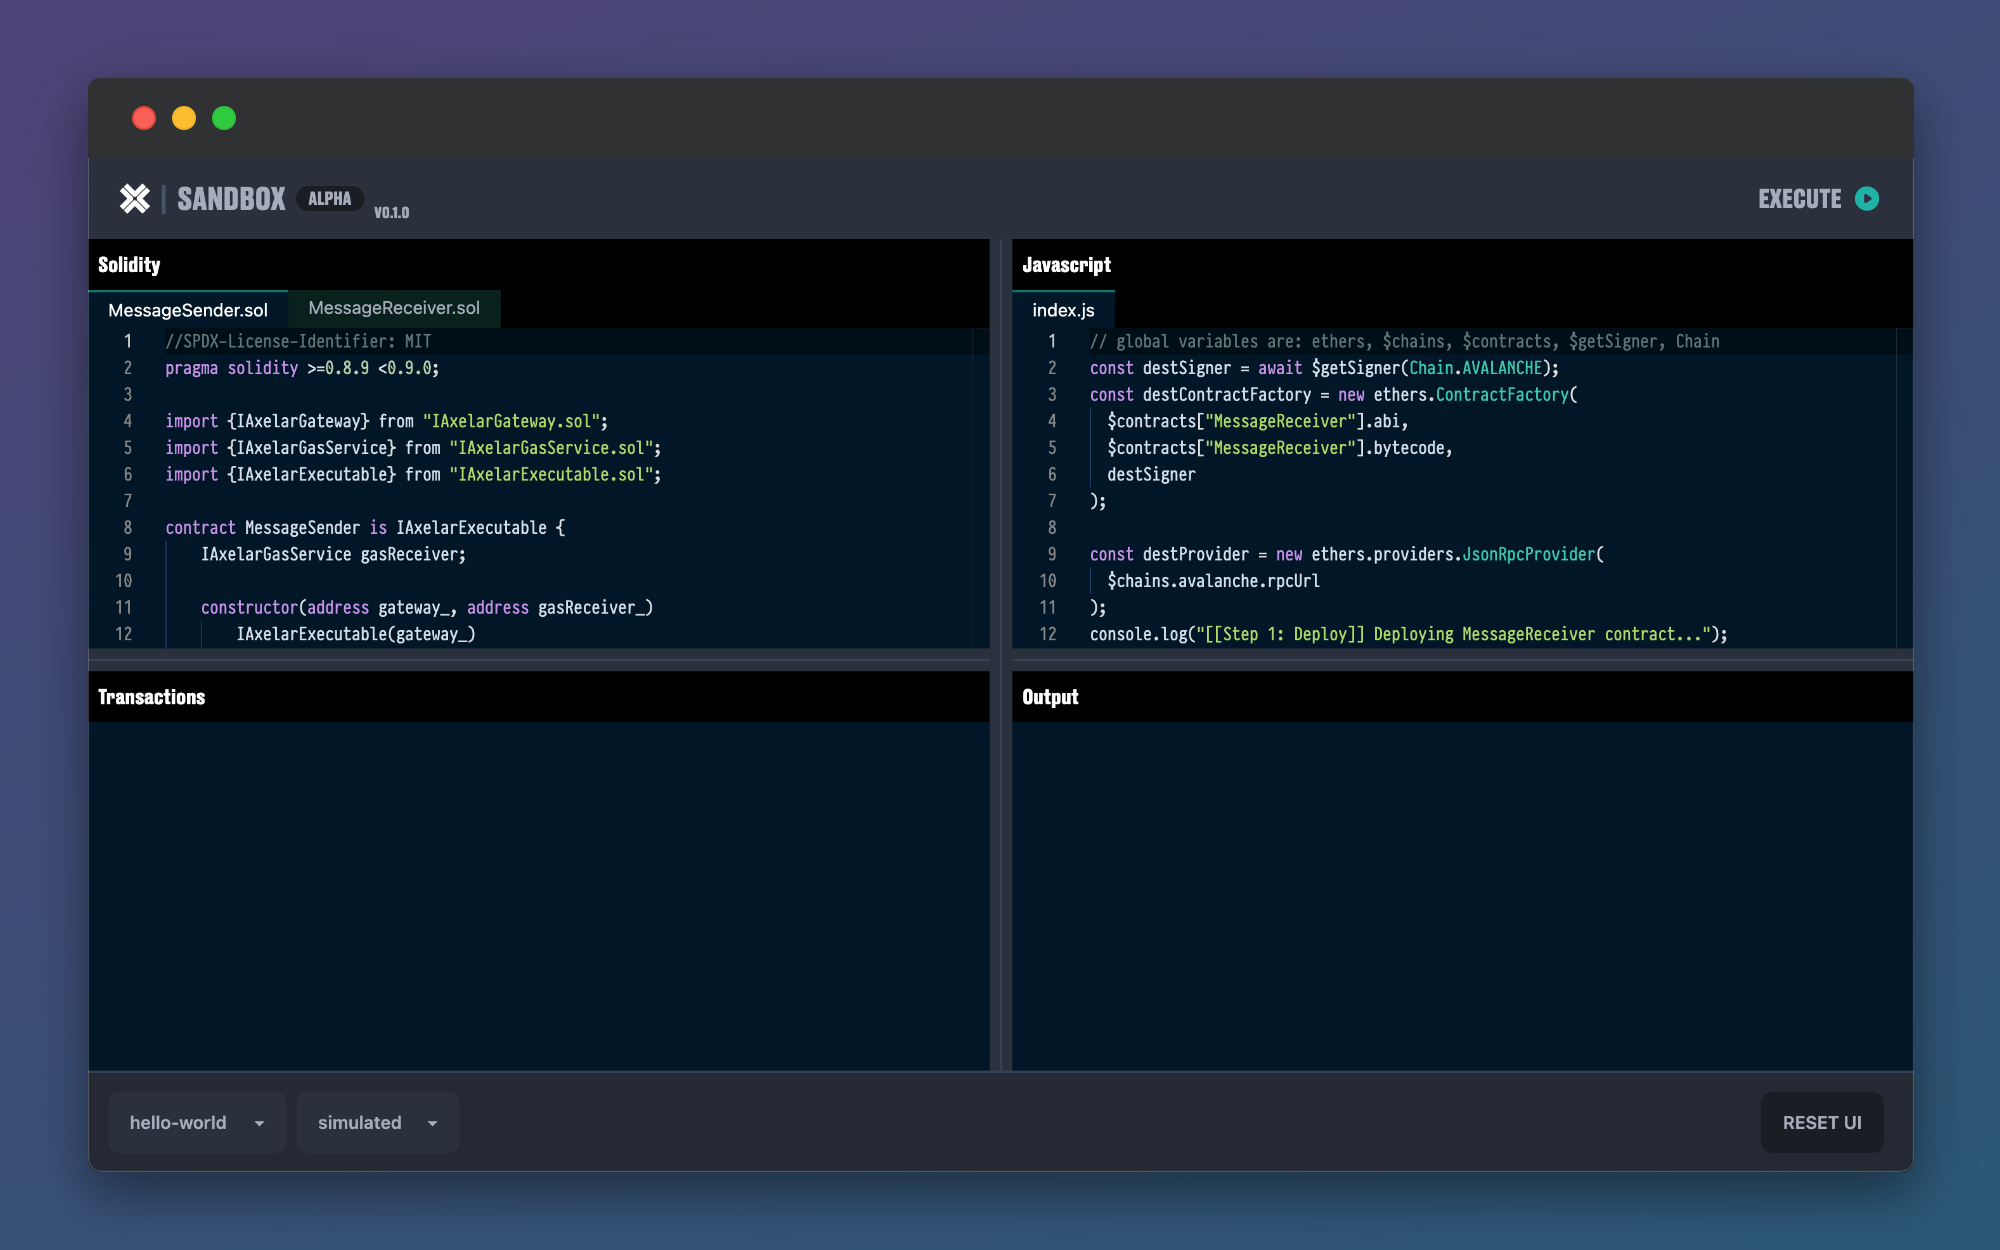 SANDBOX ALPHA V0.1.0
EXECUTE
Solidity
MessageSender.sol MessageReceiver.sol
1 //SPDX-License-Identifier: MIT
2 pragma solidity >=0.8.9 <0.9.0;
3
4 import {IAxelarGateway} from "IAxelarGateway.sol";
5 import {IAxelarGasService} from "IAxelarGasService.sol";
6 import {IAxelarExecutable} from "IAxelarExecutable.sol";
7
8 contract MessageSender is IAxelarExecutable {
9 IAxelarGasService gasReceiver;
10
11 constructor(address gateway_, address gasReceiver_)
12 IAxelarExecutable(gateway_)
Javascript
index.js
1 // global variables are: ethers, $chains, $contracts, $getSigner, Chain
2 const destSigner = await $getSigner(Chain.AVALANCHE);
3 const destContractFactory = new ethers.ContractFactory(
4 $contracts["MessageReceiver"].abi,
5 $contracts["MessageReceiver"].bytecode,
6 destSigner
7 );
8
9 const destProvider = new ethers.providers.JsonRpcProvider(
10 $chains.avalanche.rpcUrl
11 );
12 console.log("[[Step 1: Deploy]] Deploying MessageReceiver contract...");
Transactions
Output
hello-world
simulated
RESET UI